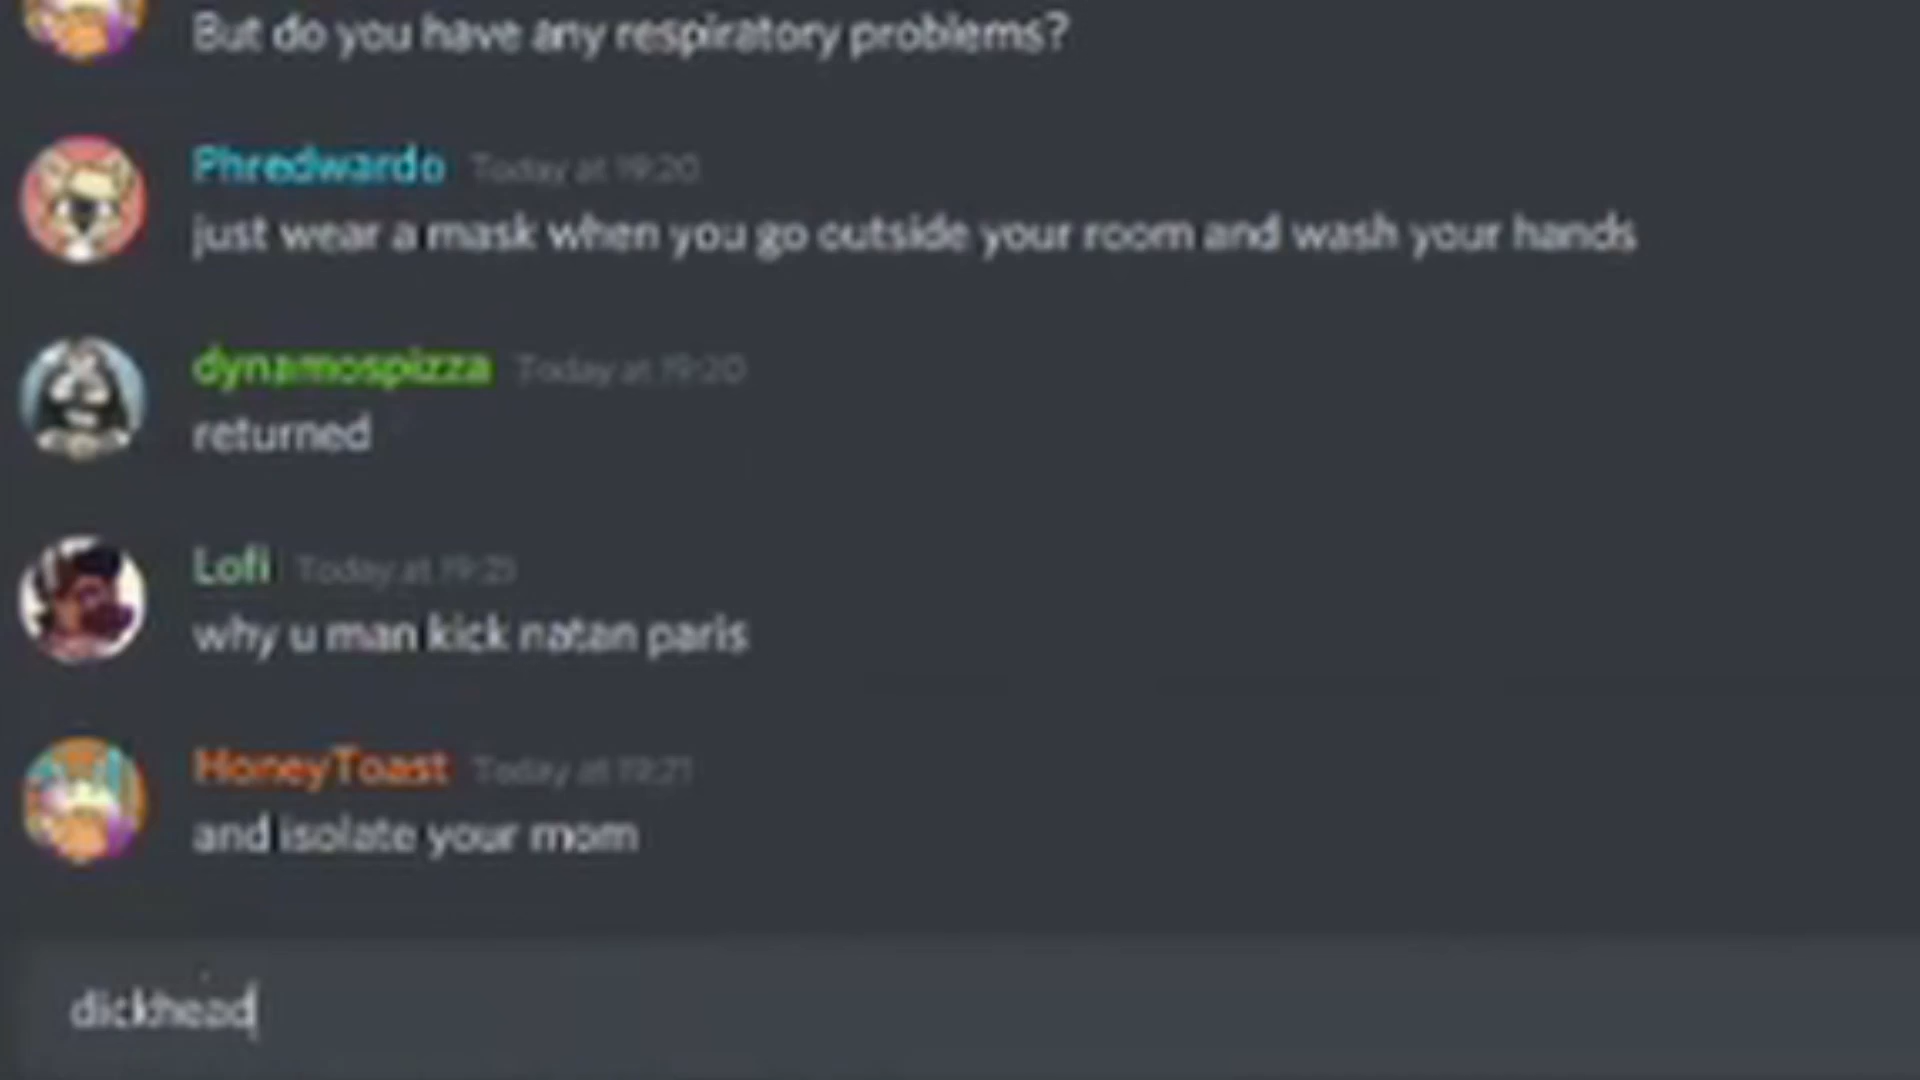 But do you have any respiratory problems?
Phredwardo Today at 19:20
just wear a mask when you go outside your room and wash your hands
dynamospizza Today at 19:20
returned
Lofi Today at 19:21
why u man kick natan paris
HoneyToast Today at 19:21
and isolate your mom
dickhead